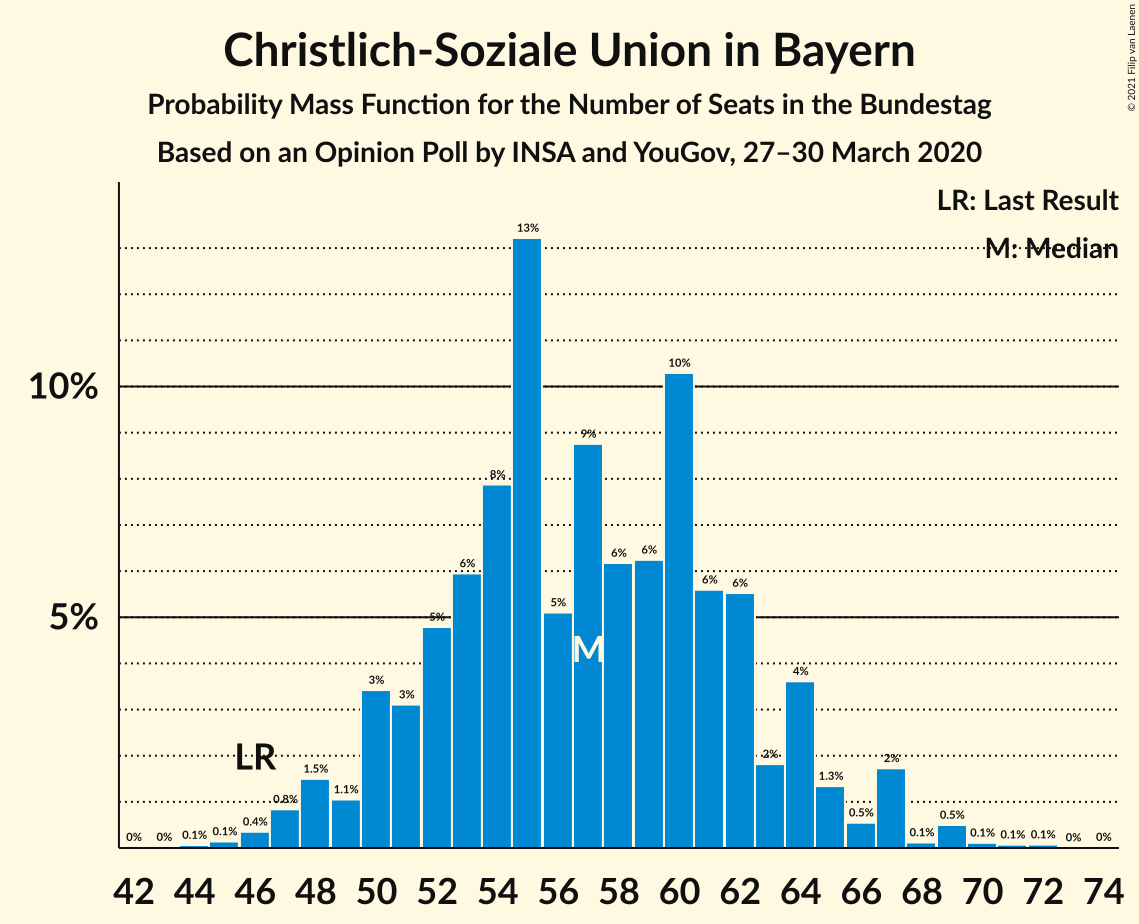 Christlich-Soziale Union in Bayern
Probability Mass Function for the Number of Seats in the Bundestag
Based on an Opinion Poll by INSA and YouGov, 27–30 March 2020
© 2021 Filip van Laenen
LR: Last Result
M: Median
13%
10%
10%
9%
8%
6%
6%
6%
6%
6%
5%
5%
5%
M
3%
3%
4%
LR
2%
2%
1.5%
1.3%
1.1%
0.8%
0.5%
0.5%
0.4%
0% 0% 0.1% 0.1% 0.1% 0.1% 0.1% 0.1% 0% 0%
42 44 46 48 50 52 54 56 58 60 62 64 66 68 70 72 74